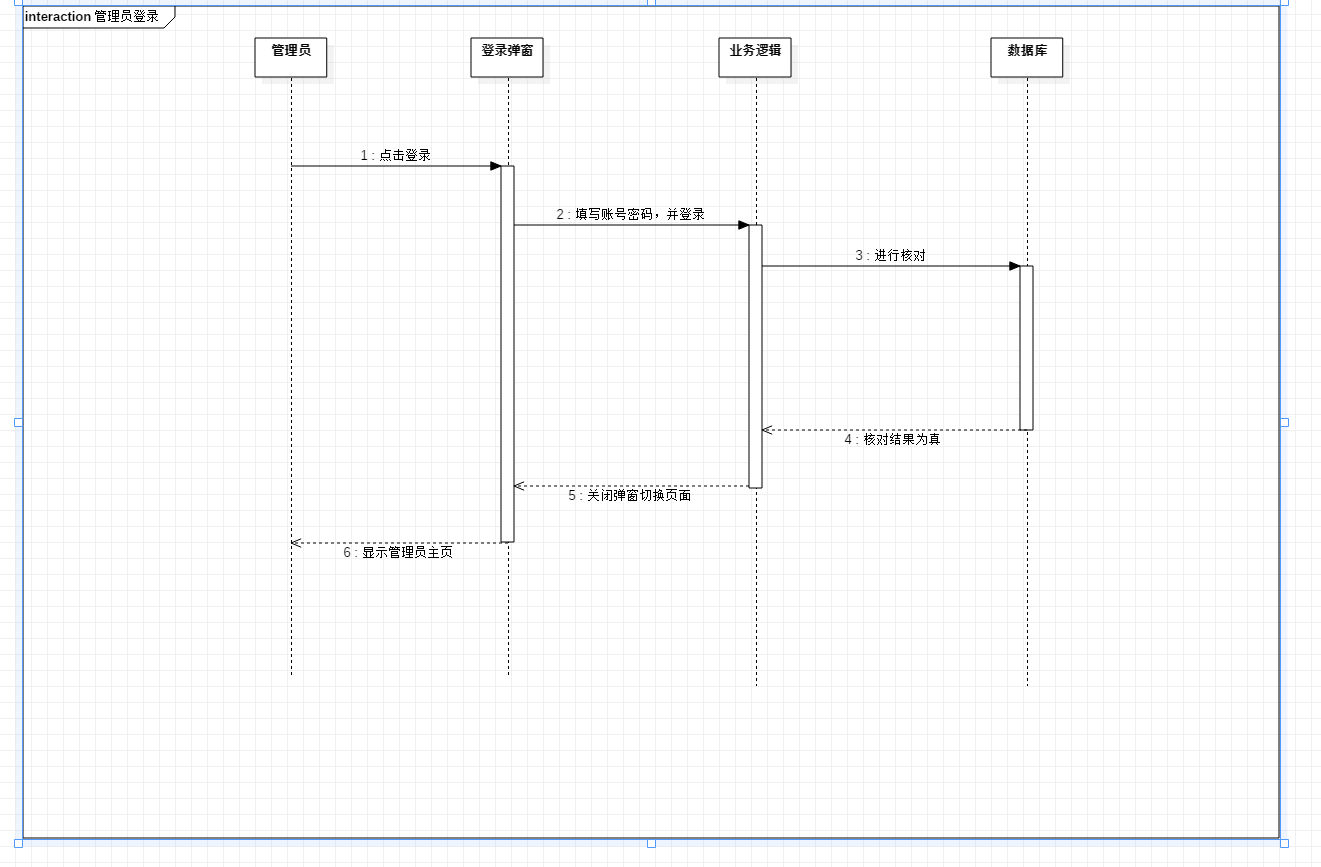 interaction 管理员登录
管理员
登录弹窗
业务逻辑
数据库
1 : 点击登录
2 : 填写账号密码，并登录
3 : 进行核对
4 : 核对结果为真
5 : 关闭弹窗切换页面
6 : 显示管理员主页